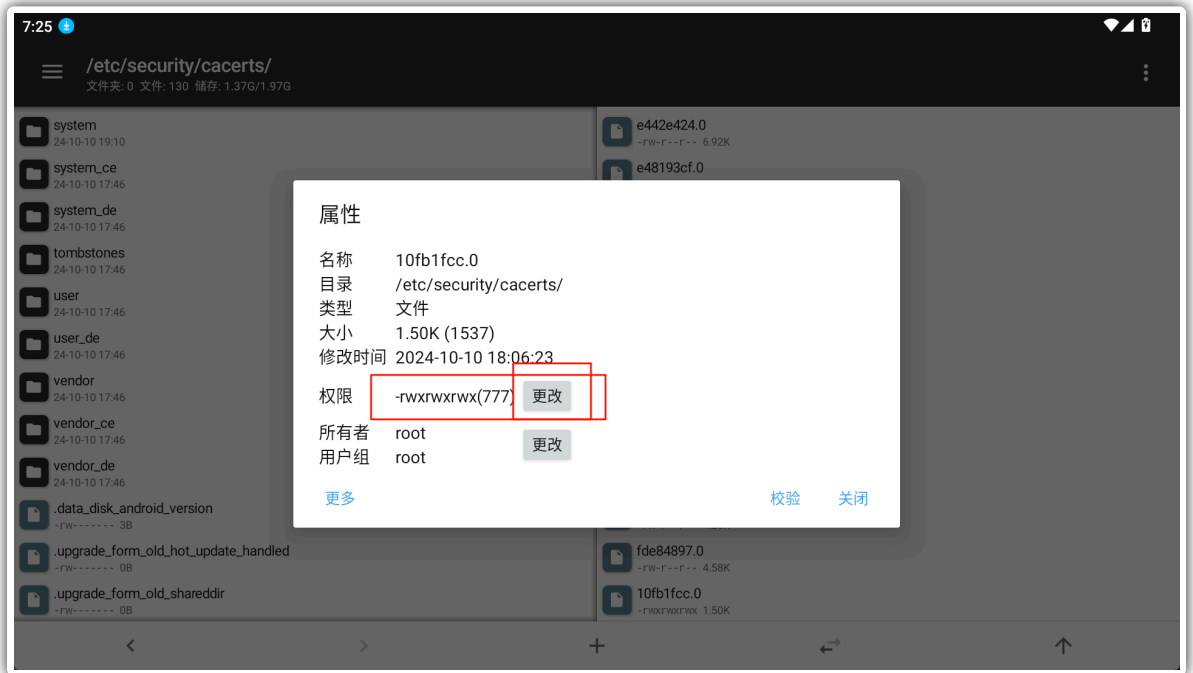 7:25
/etc/security/cacerts/
文件夹: 0 文件: 130 储存: 1.37G/1.97G
system
24-10-10 19:10
system_ce
24-10-10 17:46
system_de
24-10-10 17:46
tombstones
24-10-10 17:46
user
24-10-10 17:46
user_de
24-10-10 17:46
vendor
24-10-10 17:46
vendor_ce
24-10-10 17:46
vendor_de
24-10-10 17:46
.data_disk_android_version
-rw------- 3B
.upgrade_form_old_hot_update_handled
-rw------- 0B
.upgrade_form_old_shareddir
-rw------- 0B
e442e424.0
-rw-r--r-- 6.92K
e48193cf.0
属性
名称 10fb1fcc.0
目录 /etc/security/cacerts/
类型 文件
大小 1.50K (1537)
修改时间 2024-10-10 18:06:23
权限 -rwxrwxrwx(777) 更改
所有者 root
更改
用户组 root
更多 校验 关闭
fde84897.0
-rw-r--r-- 4.58K
10fb1fcc.0
-rwxrwxrwx 1.50K